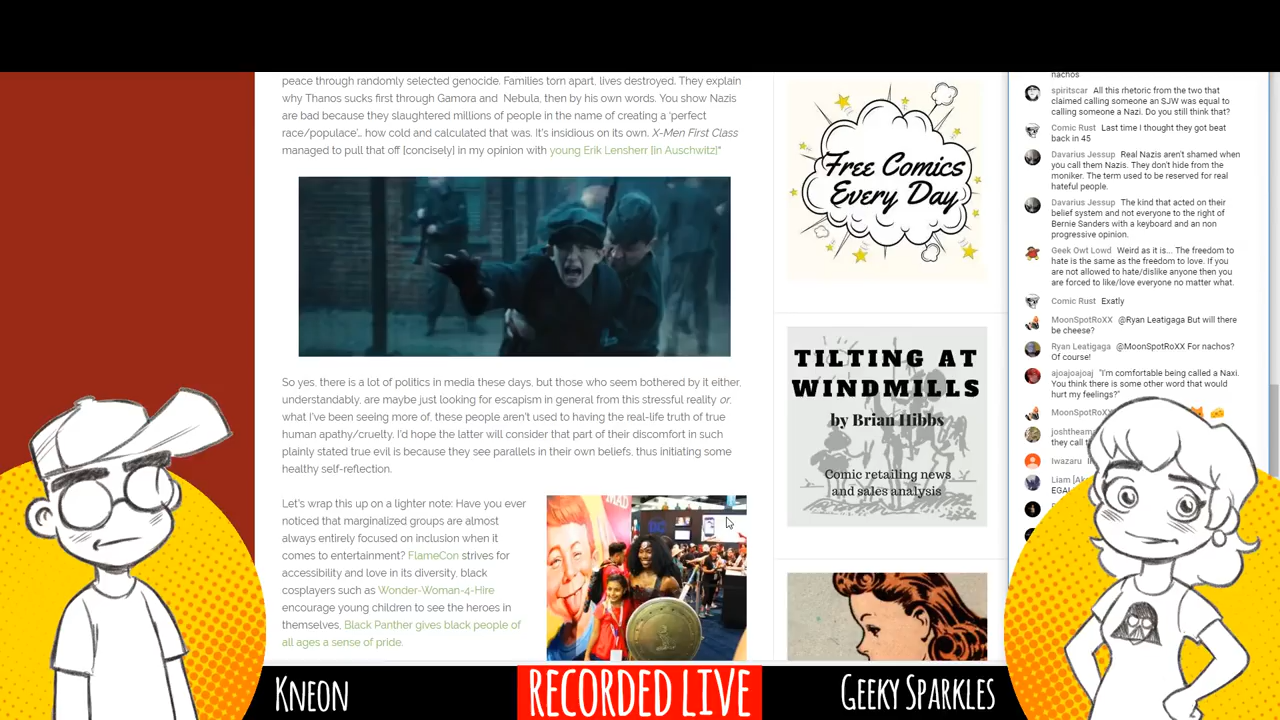 peace through randomly selected genocide. Families torn apart, lives destroyed. They explain
why Thanos sucks first through Gamora and Nebula, then by his own words. You show Nazis
are bad because they slaughtered millions of people in the name of creating a 'perfect
race/populace'… how cold and calculated that was. It's insidious on its own. X-Men First Class
managed to pull that off [concisely] in my opinion with young Erik Lensherr [in Auschwitz]"
So yes, there is a lot of politics in media these days, but those who seem bothered by it either,
understandably, are maybe just looking for escapism in general from this stressful reality or,
what I've been seeing more of, these people aren't used to having the real-life truth of true
human apathy/cruelty. I'd hope the latter will consider that part of their discomfort in such
plainly stated true evil is because they see parallels in their own beliefs, thus initiating some
healthy self-reflection.
Let's wrap this up on a lighter note: Have you ever
noticed that marginalized groups are almost
always entirely focused on inclusion when it
comes to entertainment? FlameCon strives for
accessibility and love in its diversity, black
cosplayers such as Wonder-Woman-4-Hire
encourage young children to see the heroes in
themselves, Black Panther gives black people of
all ages a sense of pride.
MAD
Free Comics
Every Day
TILTING AT
WINDMILLS
by Brian Hibbs
Comic retailing news
and sales analysis
nachos
spiritscar All this rhetoric from the two that
claimed calling someone an SJW was equal to
calling someone a Nazi. Do you still think that?
Comic Rust Last time I thought they got beat
back in 45
Davarius Jessup Real Nazis aren't shamed when
you call them Nazis. They don't hide from the
moniker. The term used to be reserved for real
hateful people.
Davarius Jessup The kind that acted on their
belief system and not everyone to the right of
Bernie Sanders with a keyboard and an non
progressive opinion.
Geek Owl Lowd Weird as it is... The freedom to
hate is the same as the freedom to love. If you
are not allowed to hate/dislike anyone then you
are forced to like/love everyone no matter what.
Comic Rust Exatly
MoonSpotRoXX @Ryan Leatigaga But will there
be cheese?
Ryan Leatigaga @MoonSpotRoXX For nachos?
Of course!
ajoajoajoaj "I'm comfortable being called a Naxi.
You think there is some other word that would
hurt my feelings?"
MoonSpotRoXX
they call t
Iwazaru
Liam
EGAL
Kneon
RECORDED LIVE
Geeky Sparkles